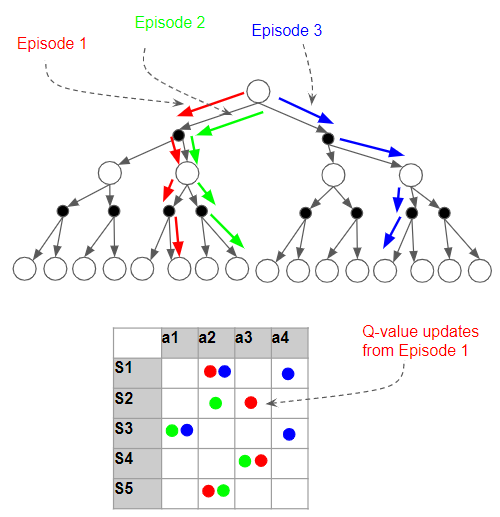 Episode 1
Episode 2
Episode 3
a1 a2 a3 a4
S1
S2
S3
S4
S5
Q-value updates
from Episode 1